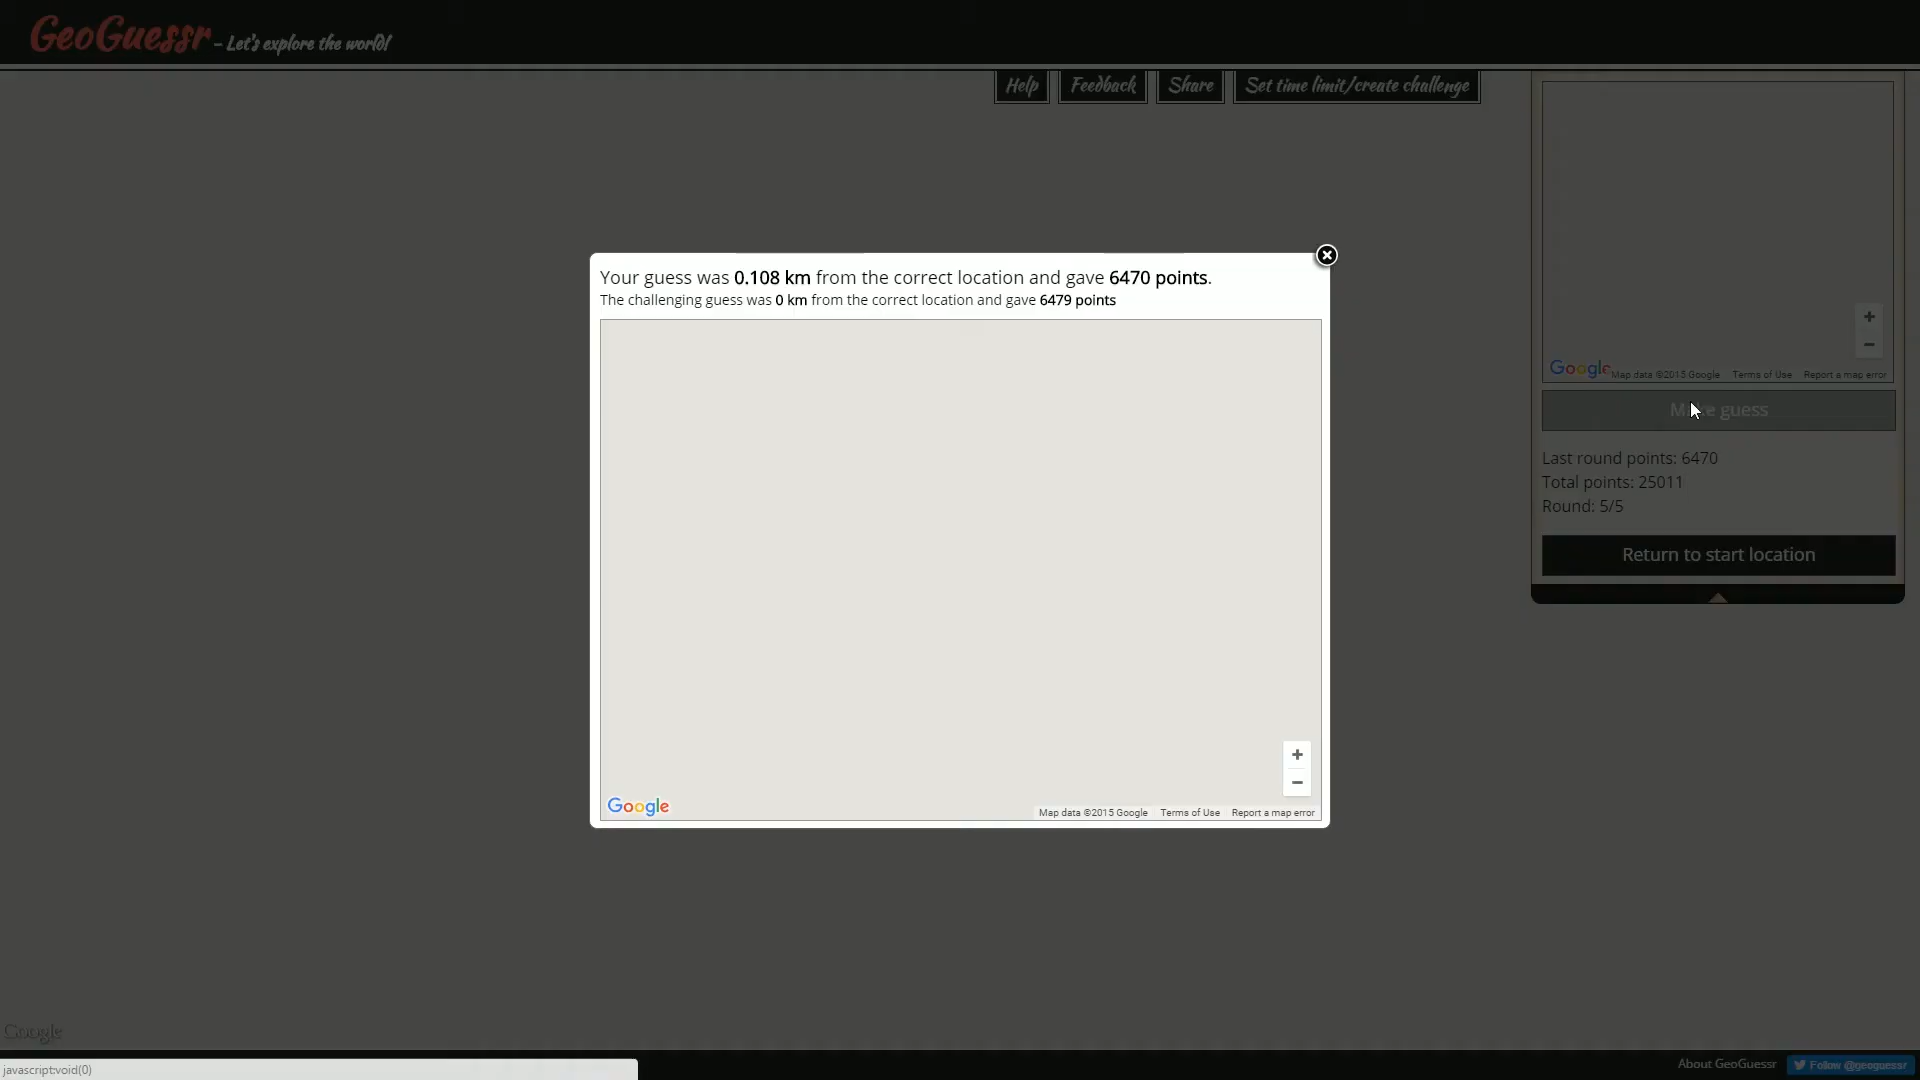 GeoGuessr - Let's explore the world!
Help Feedback Share Set time limit/create challenge
Your guess was 0.108 km from the correct location and gave 6470 points.
The challenging guess was 0 km from the correct location and gave 6479 points
+
−
Google Map data ©2015 Google Terms of Use Report a map error
+
−
Google Map data ©2015 Google Terms of Use Report a map error
Make guess
Last round points: 6470
Total points: 25011
Round: 5/5
Return to start location
Google
javascript:void(0)
About GeoGuessr Follow @geoguessr